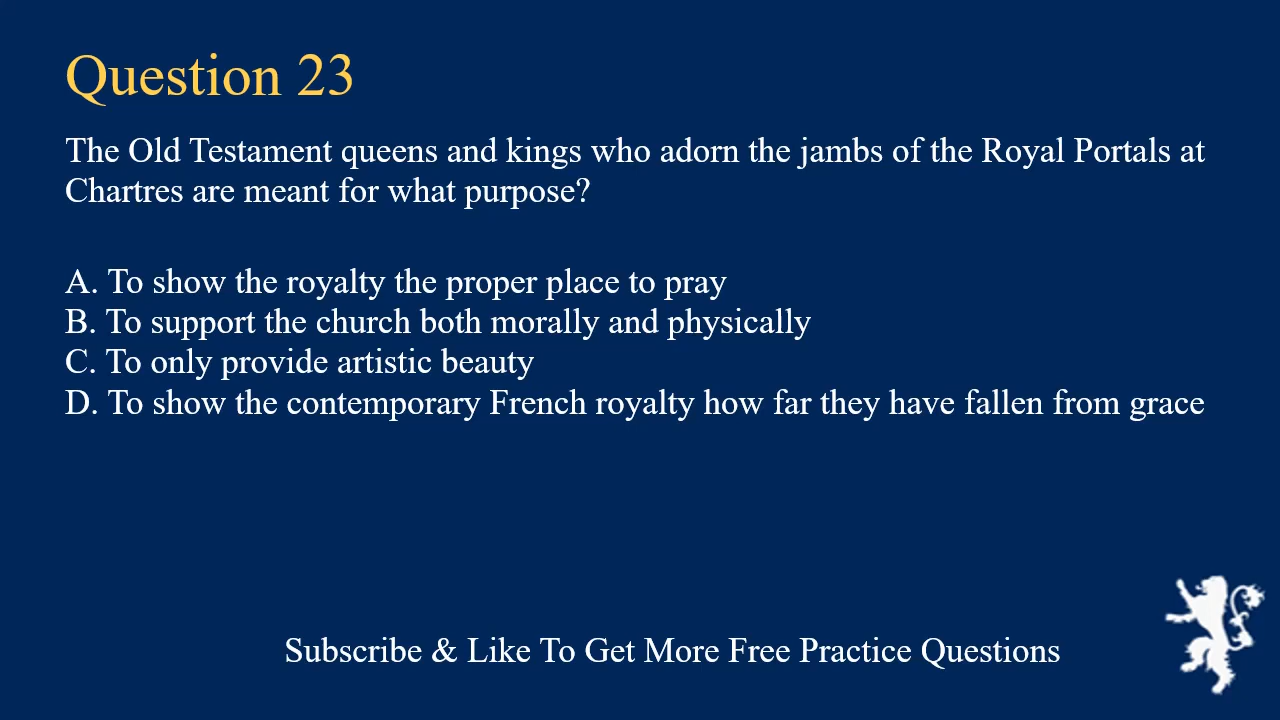 Question 23
The Old Testament queens and kings who adorn the jambs of the Royal Portals at
Chartres are meant for what purpose?
A. To show the royalty the proper place to pray
B. To support the church both morally and physically
C. To only provide artistic beauty
D. To show the contemporary French royalty how far they have fallen from grace
Subscribe & Like To Get More Free Practice Questions